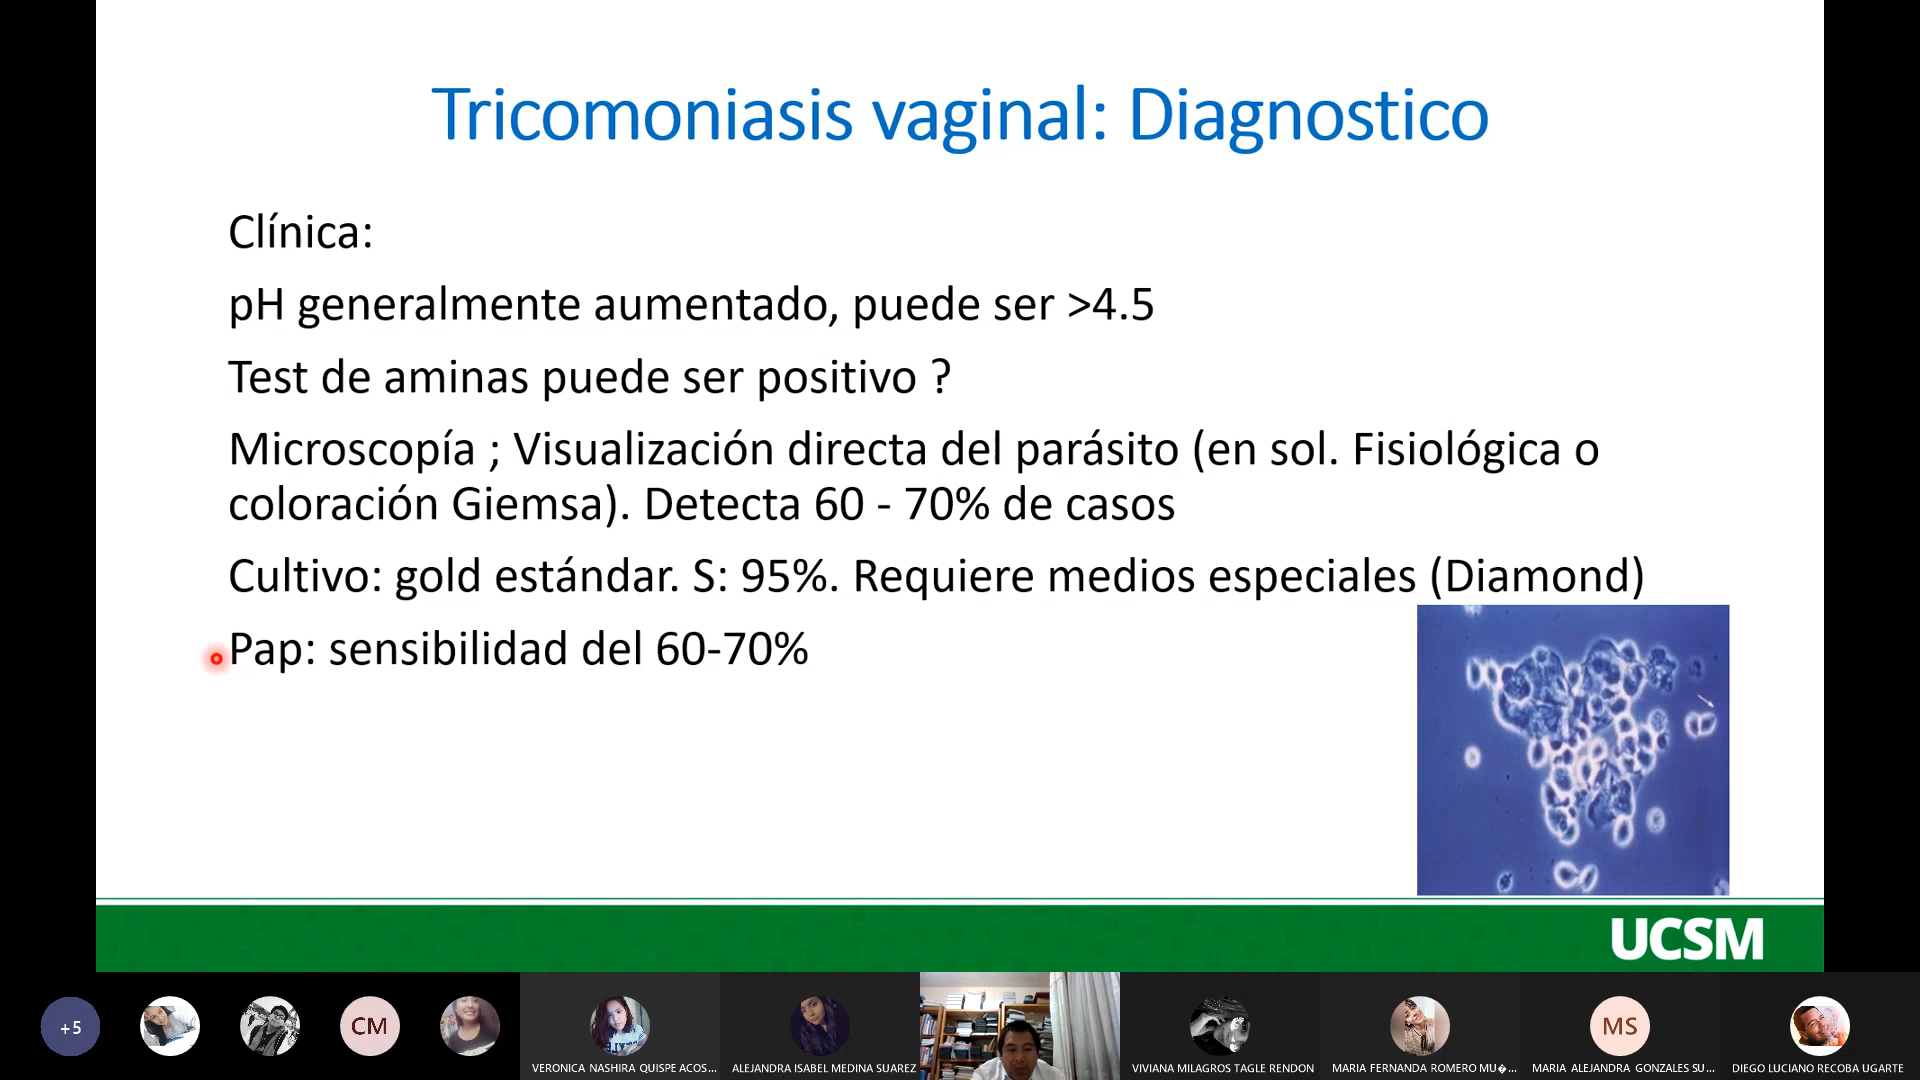 Tricomoniasis vaginal: Diagnostico
Clínica:
pH generalmente aumentado, puede ser >4.5
Test de aminas puede ser positivo ?
Microscopía ; Visualización directa del parásito (en sol. Fisiológica o
coloración Giemsa). Detecta 60 - 70% de casos
Cultivo: gold estándar. S: 95%. Requiere medios especiales (Diamond)
Pap: sensibilidad del 60-70%
UCSM
+5
CM
MS
VERONICA NASHIRA QUISPE ACOS...
ALEJANDRA ISABEL MEDINA SUAREZ
VIVIANA MILAGROS TAGLE RENDON
MARIA FERNANDA ROMERO MU�...
MARIA ALEJANDRA GONZALES SU...
DIEGO LUCIANO RECOBA UGARTE